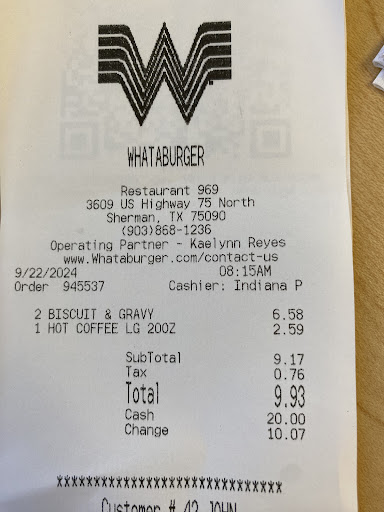 WHATABURGER
Restaurant 969
3609 US Highway 75 North
Sherman, TX 75090
(903)868-1236
Operating Partner - Kaelynn Reyes
www.Whataburger.com/contact-us
9/22/2024 08:15AM
Order 945537 Cashier: Indiana P
2 BISCUIT & GRAVY 6.58
1 HOT COFFEE LG 20OZ 2.59
SubTotal 9.17
Tax 0.76
Total 9.93
Cash 20.00
Change 10.07
******************************
Customer # 42 JOHN